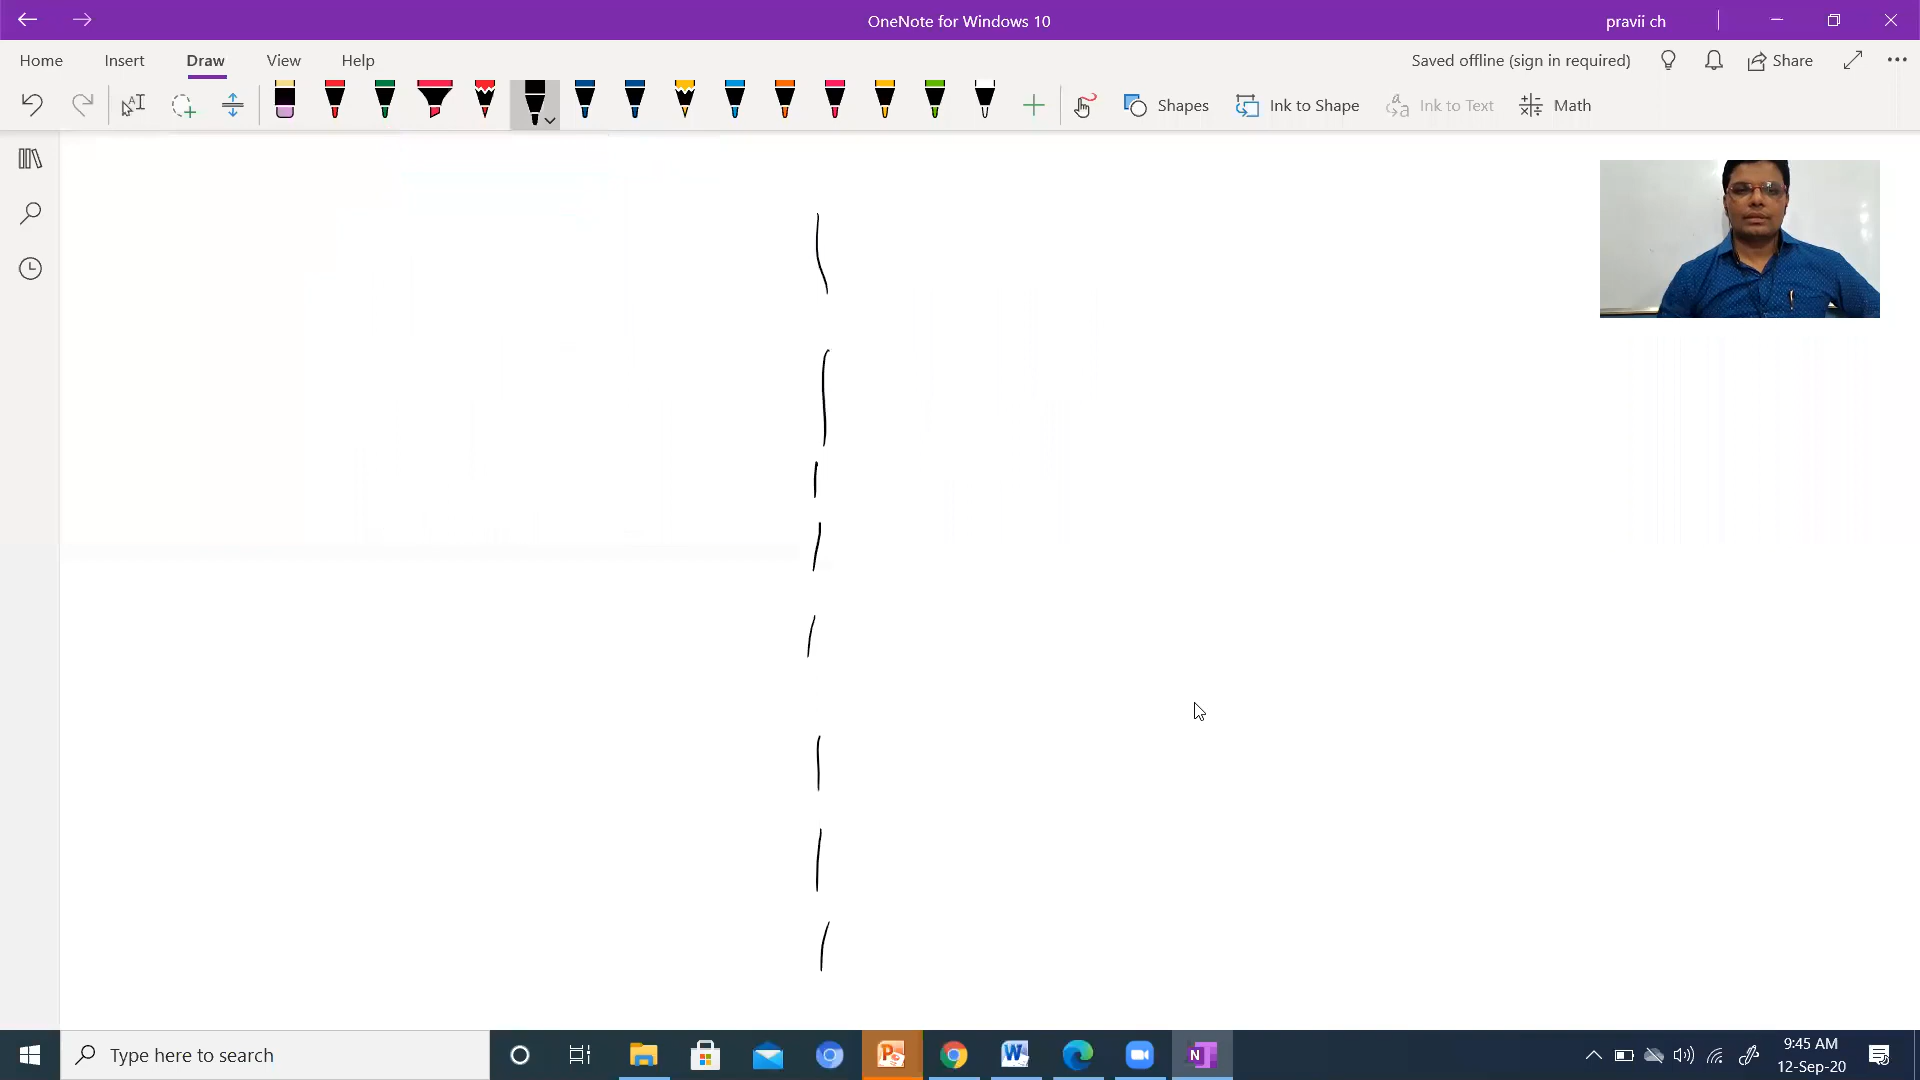 OneNote for Windows 10
pravii ch
Home Insert Draw View Help
Saved offline (sign in required) Share
Shapes Ink to Shape Ink to Text Math
Type here to search
9:45 AM
12-Sep-20